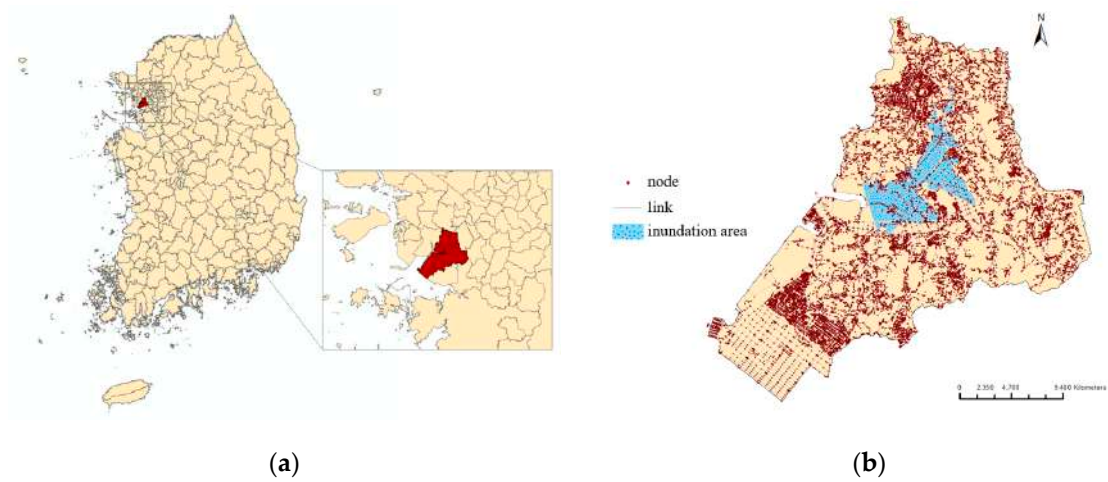 N
node
link
inundation area
0 2.350 4.700 9.400 Kilometers
(a)
(b)